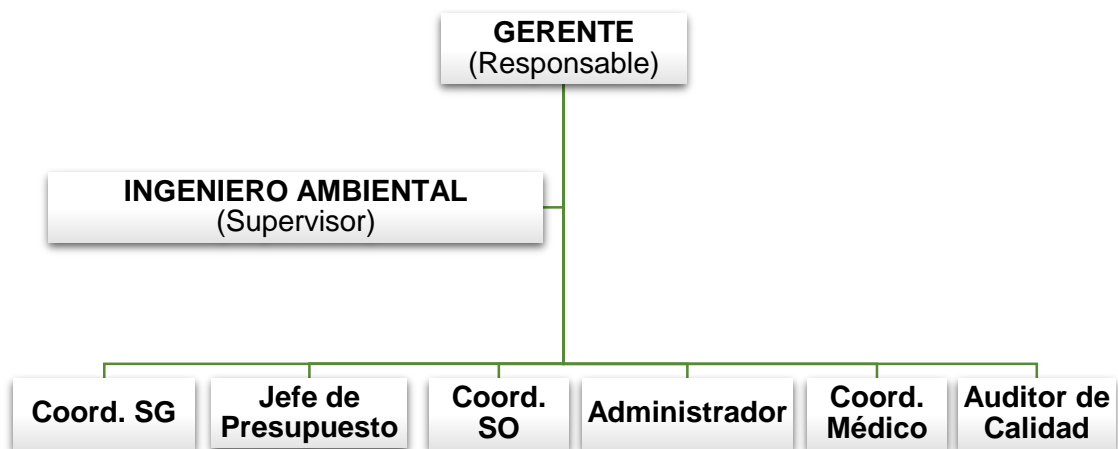 GERENTE
(Responsable)
INGENIERO AMBIENTAL
(Supervisor)
Coord. SG
Jefe de
Presupuesto
Coord.
SO
Administrador
Coord.
Médico
Auditor de
Calidad